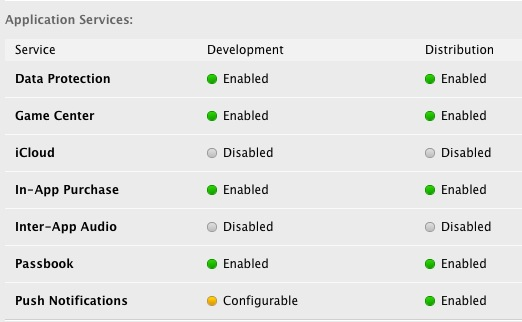 Application Services:
Service Development Distribution
Data Protection Enabled Enabled
Game Center Enabled Enabled
iCloud Disabled Disabled
In-App Purchase Enabled Enabled
Inter-App Audio Disabled Disabled
Passbook Enabled Enabled
Push Notifications Configurable Enabled